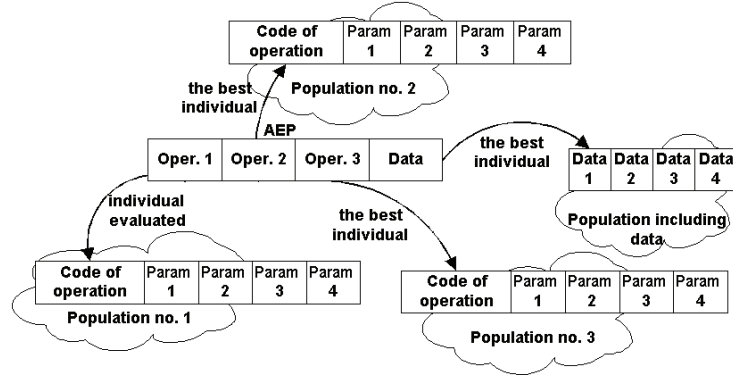 Code of operation Param 1 Param 2 Param 3 Param 4
Population no. 2
the best individual
AEP
Oper. 1 Oper. 2 Oper. 3 Data
the best individual
Data 1 Data 2 Data 3 Data 4
Population including data
individual evaluated
the best individual
Code of operation Param 1 Param 2 Param 3 Param 4
Population no. 1
Code of operation Param 1 Param 2 Param 3 Param 4
Population no. 3